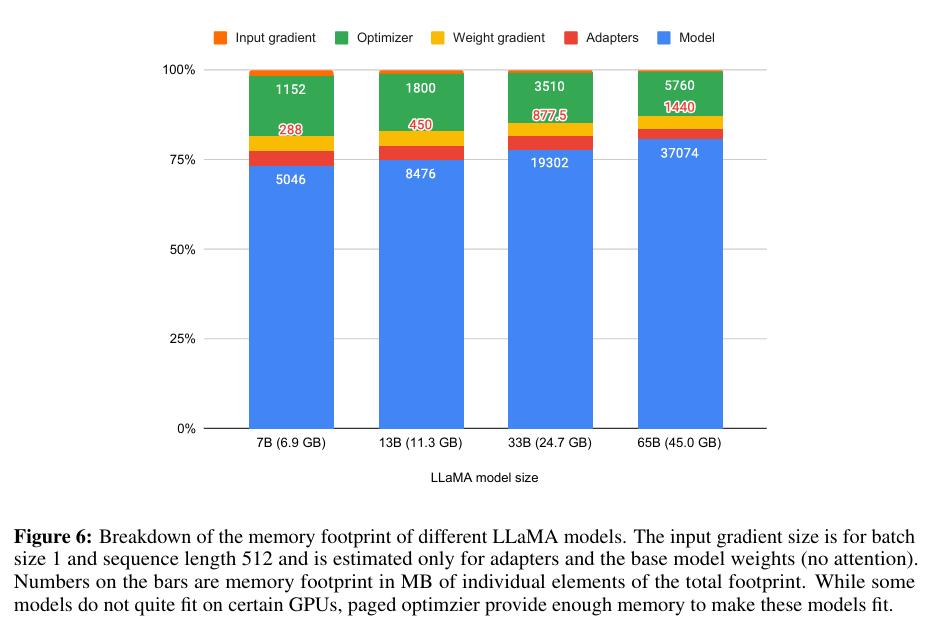 Input gradient Optimizer Weight gradient Adapters Model
100%
1152 1800 3510 5760
288 450 877.5 1440
75%
5046 8476 19302 37074
50%
25%
0%
7B (6.9 GB) 13B (11.3 GB) 33B (24.7 GB) 65B (45.0 GB)
LLaMA model size
Figure 6: Breakdown of the memory footprint of different LLaMA models. The input gradient size is for batch
size 1 and sequence length 512 and is estimated only for adapters and the base model weights (no attention).
Numbers on the bars are memory footprint in MB of individual elements of the total footprint. While some
models do not quite fit on certain GPUs, paged optimzier provide enough memory to make these models fit.